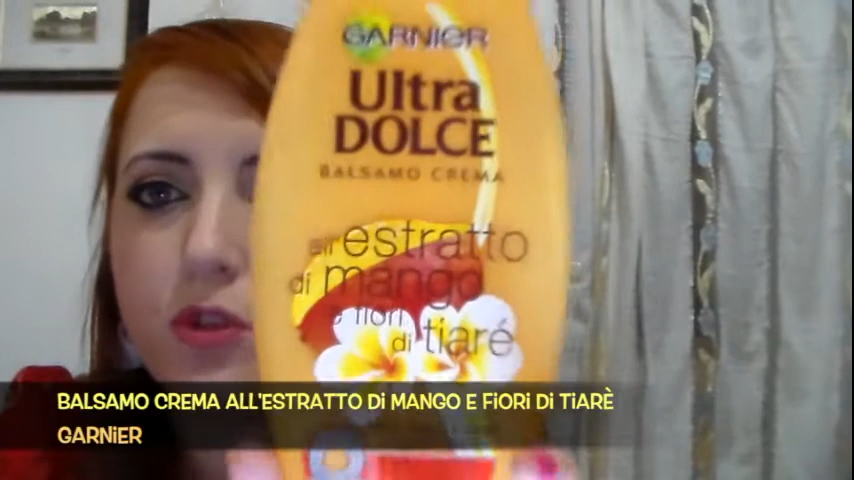 GARNIER
Ultra
DOLCE
BALSAMO CREMA
all'estratto
di mango
e fiori
di tiaré
BALSAMO CREMA ALL'ESTRATTO Di MANGO E FiORi Di TiARÈ
GARNiER